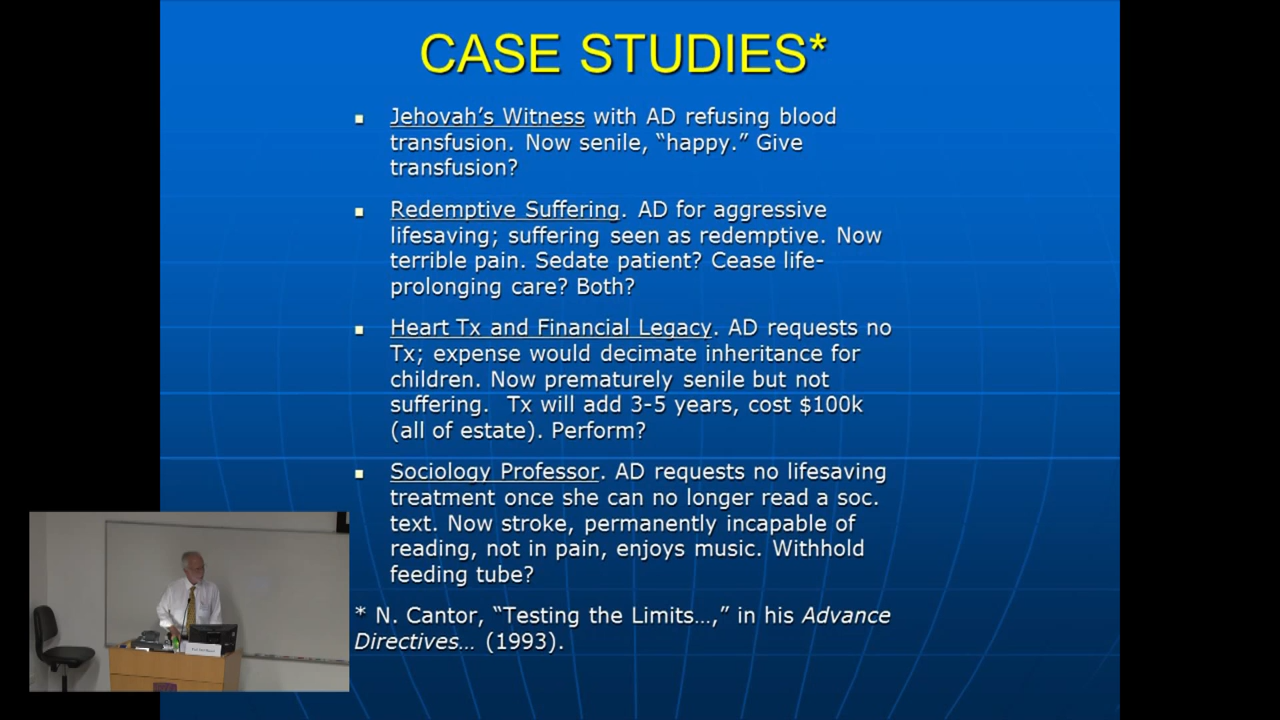 CASE STUDIES*
Jehovah's Witness with AD refusing blood
transfusion. Now senile, “happy.” Give
transfusion?
Redemptive Suffering. AD for aggressive
lifesaving; suffering seen as redemptive. Now
terrible pain. Sedate patient? Cease life-
prolonging care? Both?
Heart Tx and Financial Legacy. AD requests no
Tx; expense would decimate inheritance for
children. Now prematurely senile but not
suffering. Tx will add 3-5 years, cost $100k
(all of estate). Perform?
Sociology Professor. AD requests no lifesaving
treatment once she can no longer read a soc.
text. Now stroke, permanently incapable of
reading, not in pain, enjoys music. Withhold
feeding tube?
* N. Cantor, “Testing the Limits…,” in his Advance
Directives… (1993).